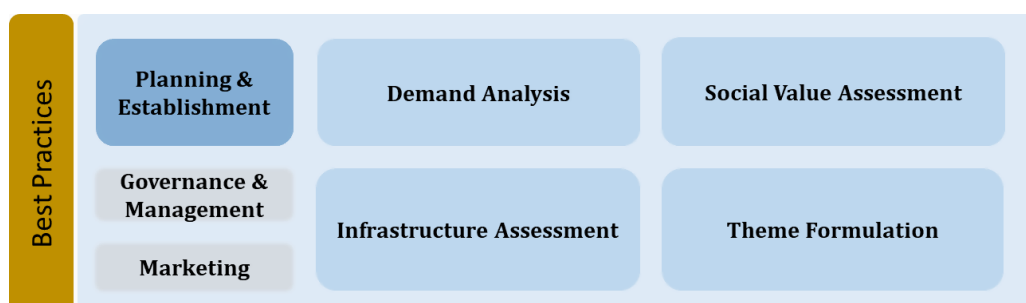 Best Practices
Planning &
Establishment
Governance &
Management
Marketing
Demand Analysis
Social Value Assessment
Infrastructure Assessment
Theme Formulation